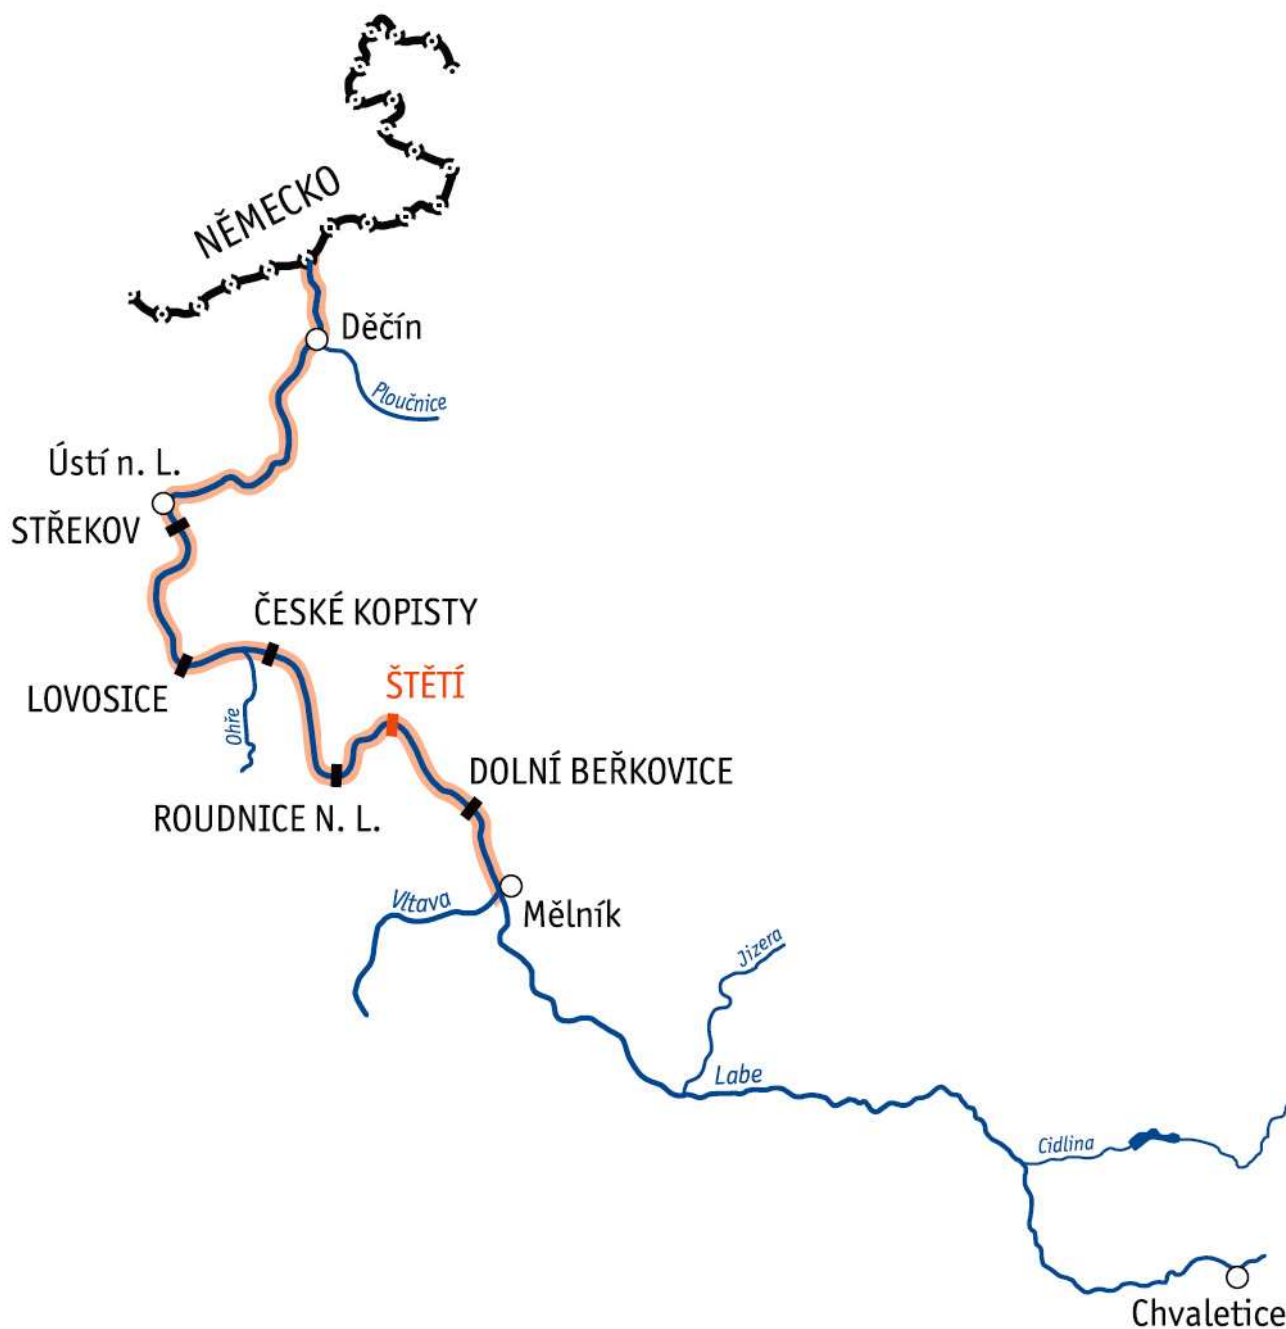 NĚMECKO
Děčín
Ploučnice
Ústí n. L.
STŘEKOV
ČESKÉ KOPISTY
LOVOSICE
Ohře
ŠTĚTÍ
DOLNÍ BEŘKOVICE
ROUDNICE N. L.
Vltava
Mělník
Jizera
Labe
Cidlina
Chvaletice